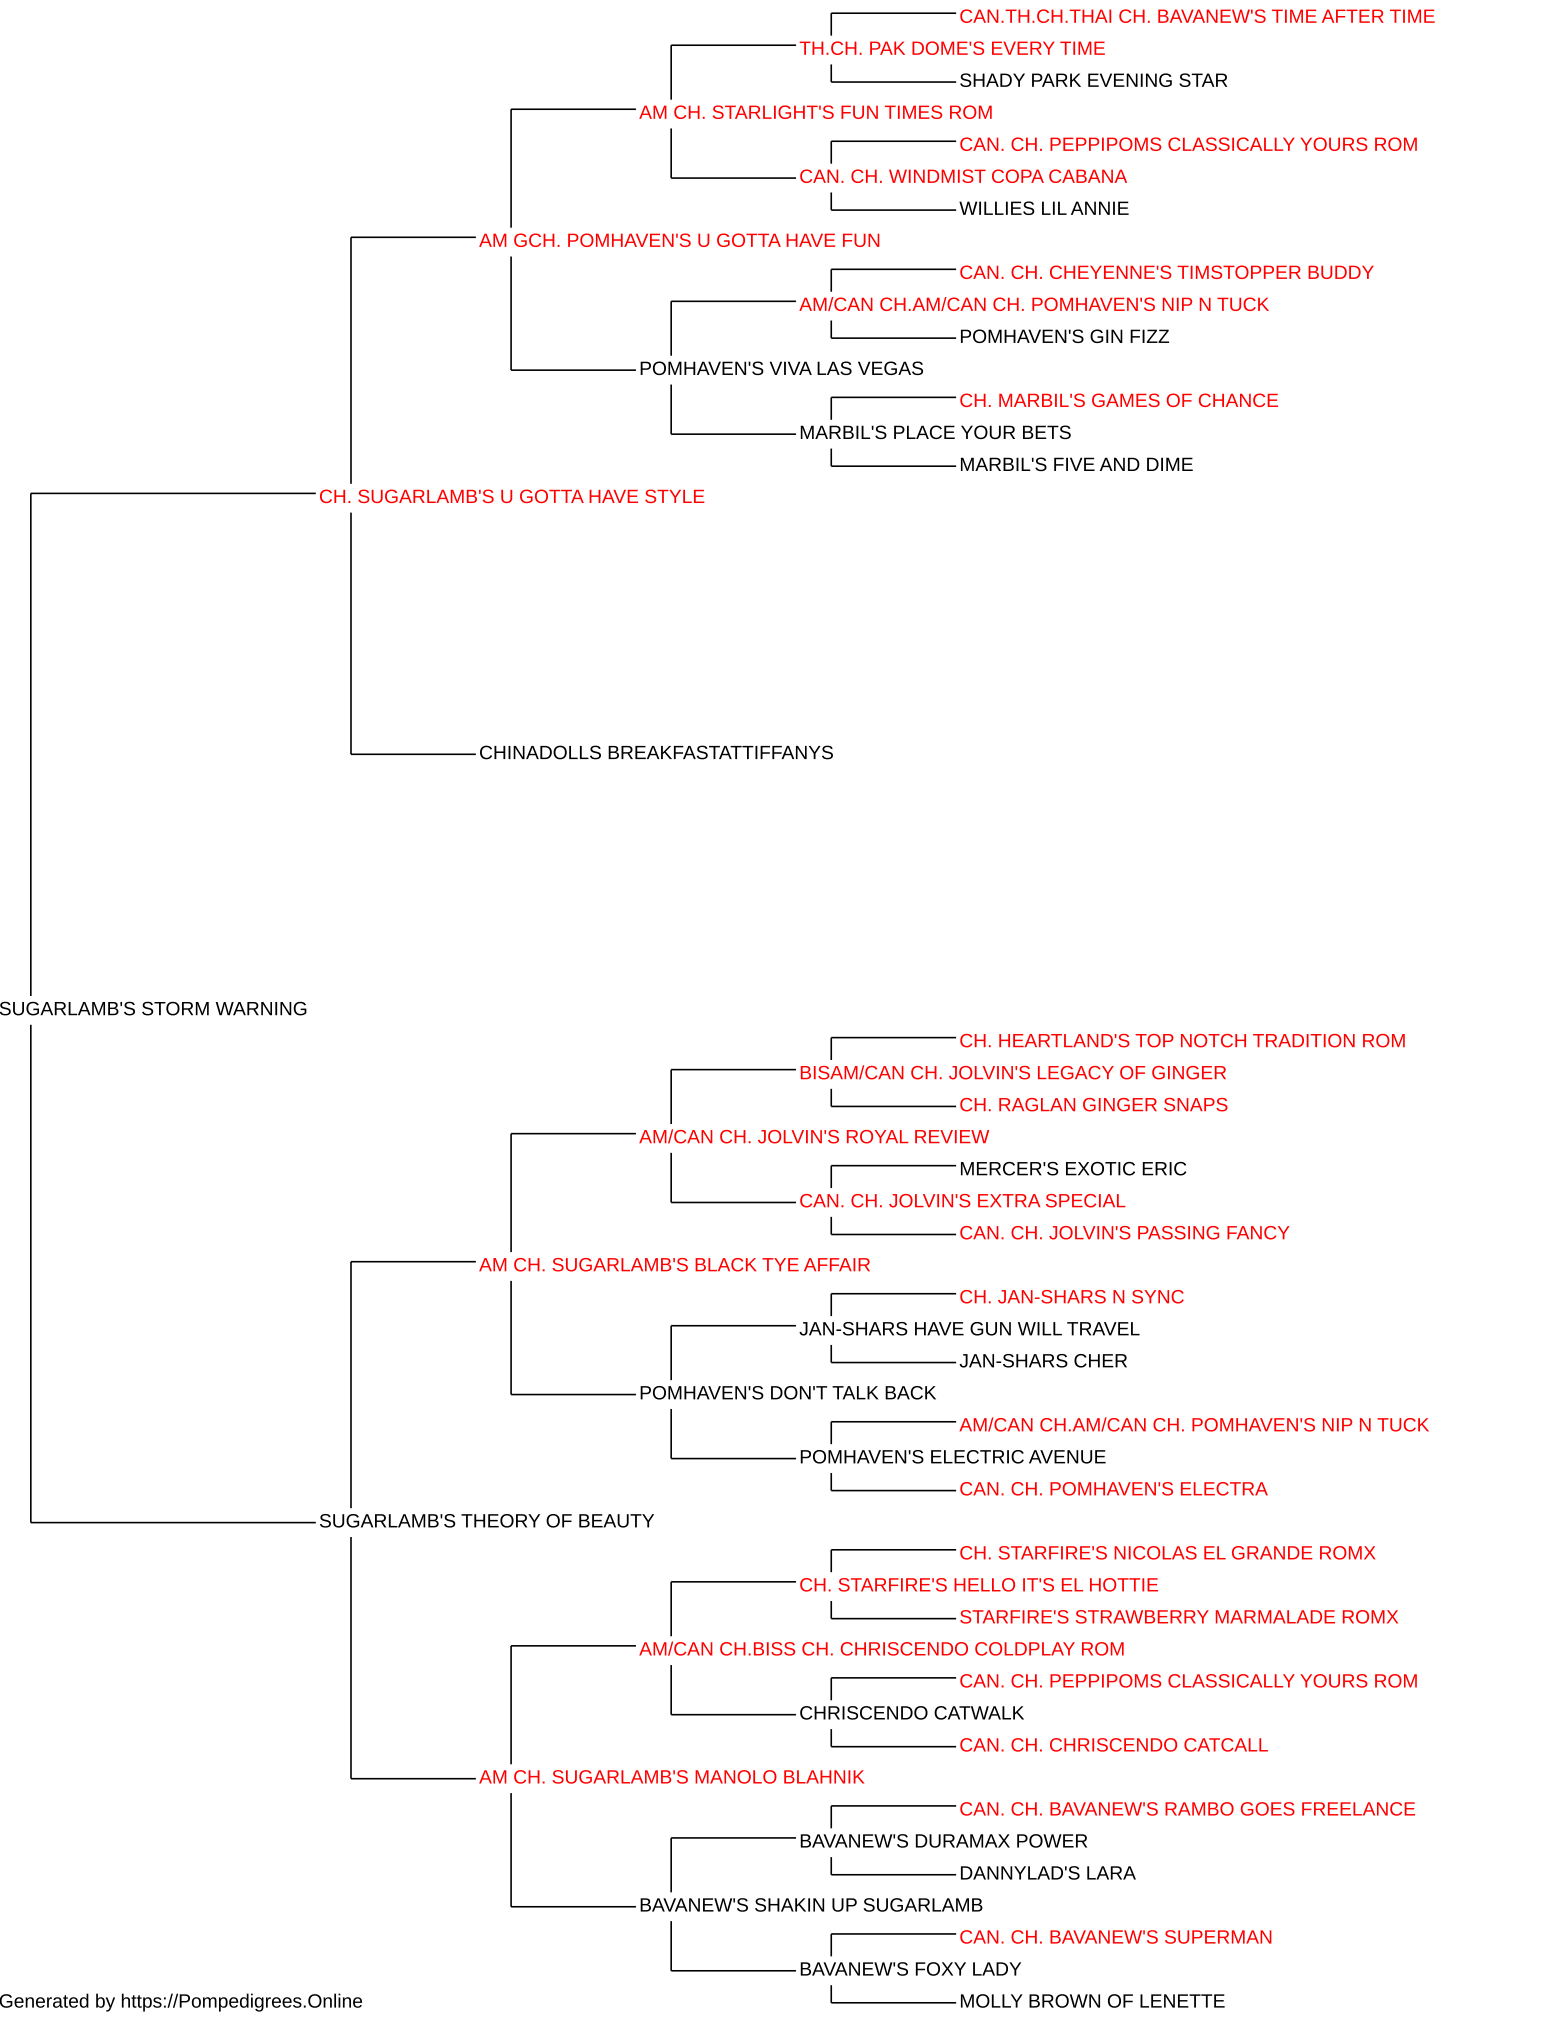 CAN.TH.CH.THAI CH. BAVANEW'S TIME AFTER TIME
TH.CH. PAK DOME'S EVERY TIME
SHADY PARK EVENING STAR
AM CH. STARLIGHT'S FUN TIMES ROM
CAN. CH. PEPPIPOMS CLASSICALLY YOURS ROM
CAN. CH. WINDMIST COPA CABANA
WILLIES LIL ANNIE
AM GCH. POMHAVEN'S U GOTTA HAVE FUN
CAN. CH. CHEYENNE'S TIMSTOPPER BUDDY
AM/CAN CH.AM/CAN CH. POMHAVEN'S NIP N TUCK
POMHAVEN'S GIN FIZZ
POMHAVEN'S VIVA LAS VEGAS
CH. MARBIL'S GAMES OF CHANCE
MARBIL'S PLACE YOUR BETS
MARBIL'S FIVE AND DIME
CH. SUGARLAMB'S U GOTTA HAVE STYLE
CHINADOLLS BREAKFASTATTIFFANYS
SUGARLAMB'S STORM WARNING
CH. HEARTLAND'S TOP NOTCH TRADITION ROM
BISAM/CAN CH. JOLVIN'S LEGACY OF GINGER
CH. RAGLAN GINGER SNAPS
AM/CAN CH. JOLVIN'S ROYAL REVIEW
MERCER'S EXOTIC ERIC
CAN. CH. JOLVIN'S EXTRA SPECIAL
CAN. CH. JOLVIN'S PASSING FANCY
AM CH. SUGARLAMB'S BLACK TYE AFFAIR
CH. JAN-SHARS N SYNC
JAN-SHARS HAVE GUN WILL TRAVEL
JAN-SHARS CHER
POMHAVEN'S DON'T TALK BACK
AM/CAN CH.AM/CAN CH. POMHAVEN'S NIP N TUCK
POMHAVEN'S ELECTRIC AVENUE
CAN. CH. POMHAVEN'S ELECTRA
SUGARLAMB'S THEORY OF BEAUTY
CH. STARFIRE'S NICOLAS EL GRANDE ROMX
CH. STARFIRE'S HELLO IT'S EL HOTTIE
STARFIRE'S STRAWBERRY MARMALADE ROMX
AM/CAN CH.BISS CH. CHRISCENDO COLDPLAY ROM
CAN. CH. PEPPIPOMS CLASSICALLY YOURS ROM
CHRISCENDO CATWALK
CAN. CH. CHRISCENDO CATCALL
AM CH. SUGARLAMB'S MANOLO BLAHNIK
CAN. CH. BAVANEW'S RAMBO GOES FREELANCE
BAVANEW'S DURAMAX POWER
DANNYLAD'S LARA
BAVANEW'S SHAKIN UP SUGARLAMB
CAN. CH. BAVANEW'S SUPERMAN
BAVANEW'S FOXY LADY
MOLLY BROWN OF LENETTE
Generated by https://Pompedigrees.Online